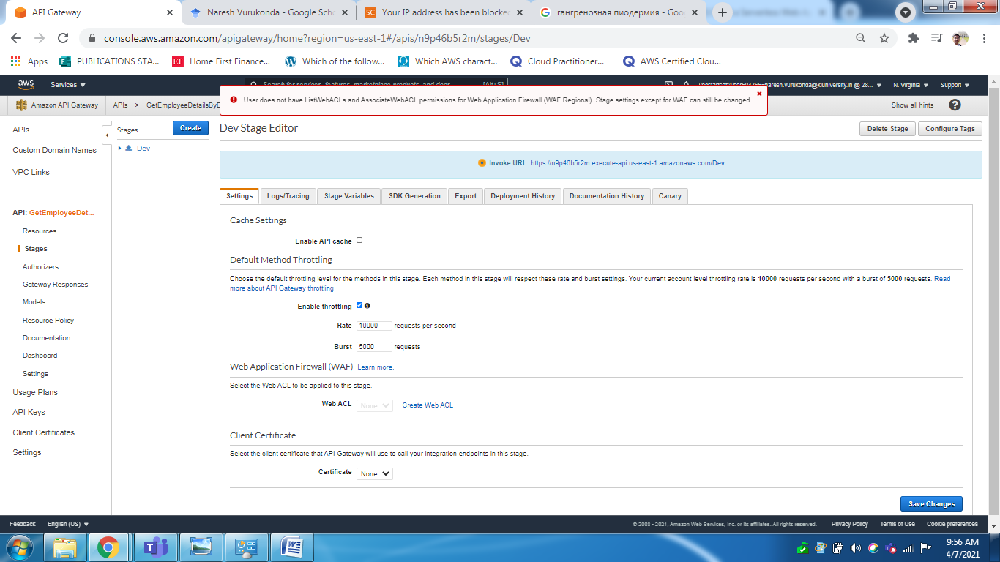 API Gateway
Naresh Vurukonda - Google Scho
SC Your IP address has been blocked
гангренозная пиодермия - Goo
console.aws.amazon.com/apigateway/home?region=us-east-1#/apis/n9p46b5r2m/stages/Dev
Apps PUBLICATIONS STA... ET Home First Finance... Which of the follow... Which AWS charact... Cloud Practitioner... AWS Certified Clou...
aws Services N. Virginia Support
User does not have ListWebACLs and AssociateWebACL permissions for Web Application Firewall (WAF Regional). Stage settings except for WAF can still be changed.
Amazon API Gateway APIs > GetEmployeeDetailsByE Show all hints ?
APIs
Custom Domain Names
VPC Links
API: GetEmployeeDet...
Resources
Stages
Authorizers
Gateway Responses
Models
Resource Policy
Documentation
Dashboard
Settings
Usage Plans
API Keys
Client Certificates
Settings
Stages Create
Dev
Dev Stage Editor Delete Stage Configure Tags
Invoke URL: https://n9p46b5r2m.execute-api.us-east-1.amazonaws.com/Dev
Settings Logs/Tracing Stage Variables SDK Generation Export Deployment History Documentation History Canary
Cache Settings
Enable API cache
Default Method Throttling
Choose the default throttling level for the methods in this stage. Each method in this stage will respect these rate and burst settings. Your current account level throttling rate is 10000 requests per second with a burst of 5000 requests. Read
more about API Gateway throttling
Enable throttling
Rate 10000 requests per second
Burst 5000 requests
Web Application Firewall (WAF) Learn more.
Select the Web ACL to be applied to this stage.
Web ACL None Create Web ACL
Client Certificate
Select the client certificate that API Gateway will use to call your integration endpoints in this stage.
Certificate None
Save Changes
Feedback English (US) © 2008 - 2021, Amazon Web Services, Inc. or its affiliates. All rights reserved. Privacy Policy Terms of Use Cookie preferences
9:56 AM
4/7/2021